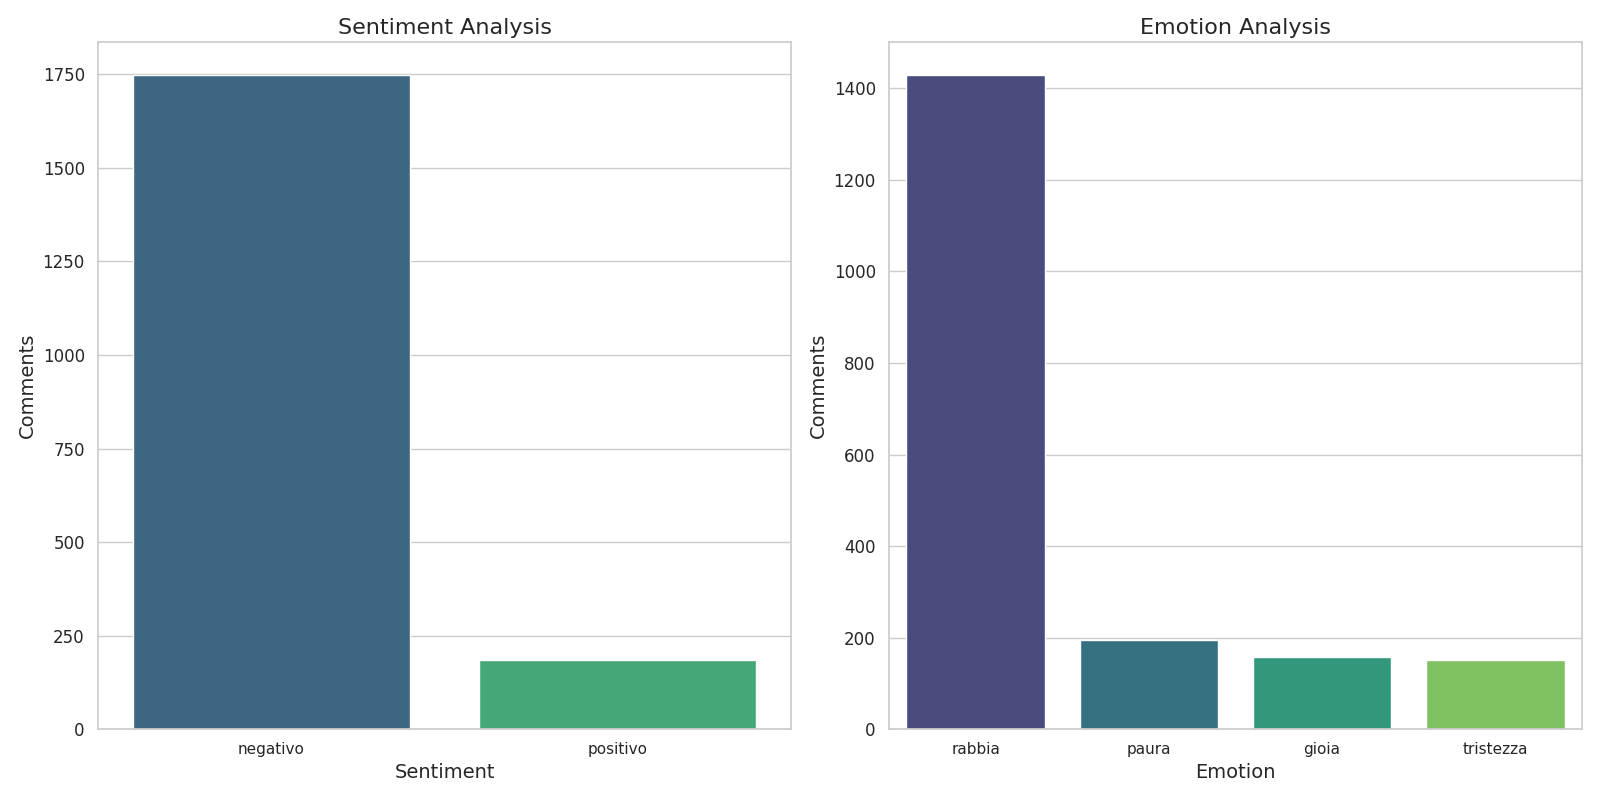 Sentiment Analysis
1750
1500
1250
1000
750
500
250
0
Comments
negativo positivo
Sentiment
Emotion Analysis
1400
1200
1000
800
600
400
200
0
Comments
rabbia paura gioia tristezza
Emotion